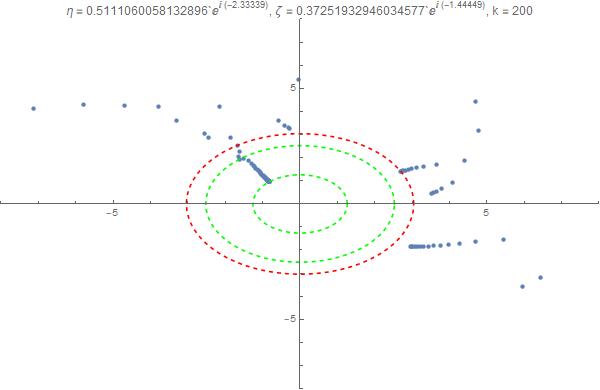 η = 0.5111060058132896`e^i (-2.33339), ζ = 0.37251932946034577`e^i (-1.44449), k = 200
5
-5
5
-5